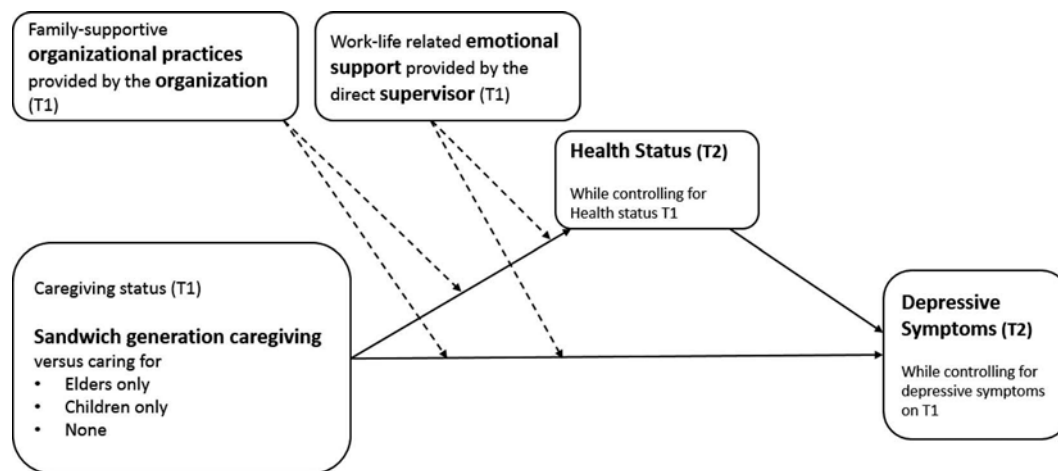 Family-supportive
organizational practices
provided by the organization
(T1)
Work-life related emotional
support provided by the
direct supervisor (T1)
Health Status (T2)
While controlling for
Health status T1
Caregiving status (T1)
Sandwich generation caregiving
versus caring for
• Elders only
• Children only
• None
Depressive
Symptoms (T2)
While controlling for
depressive symptoms
on T1